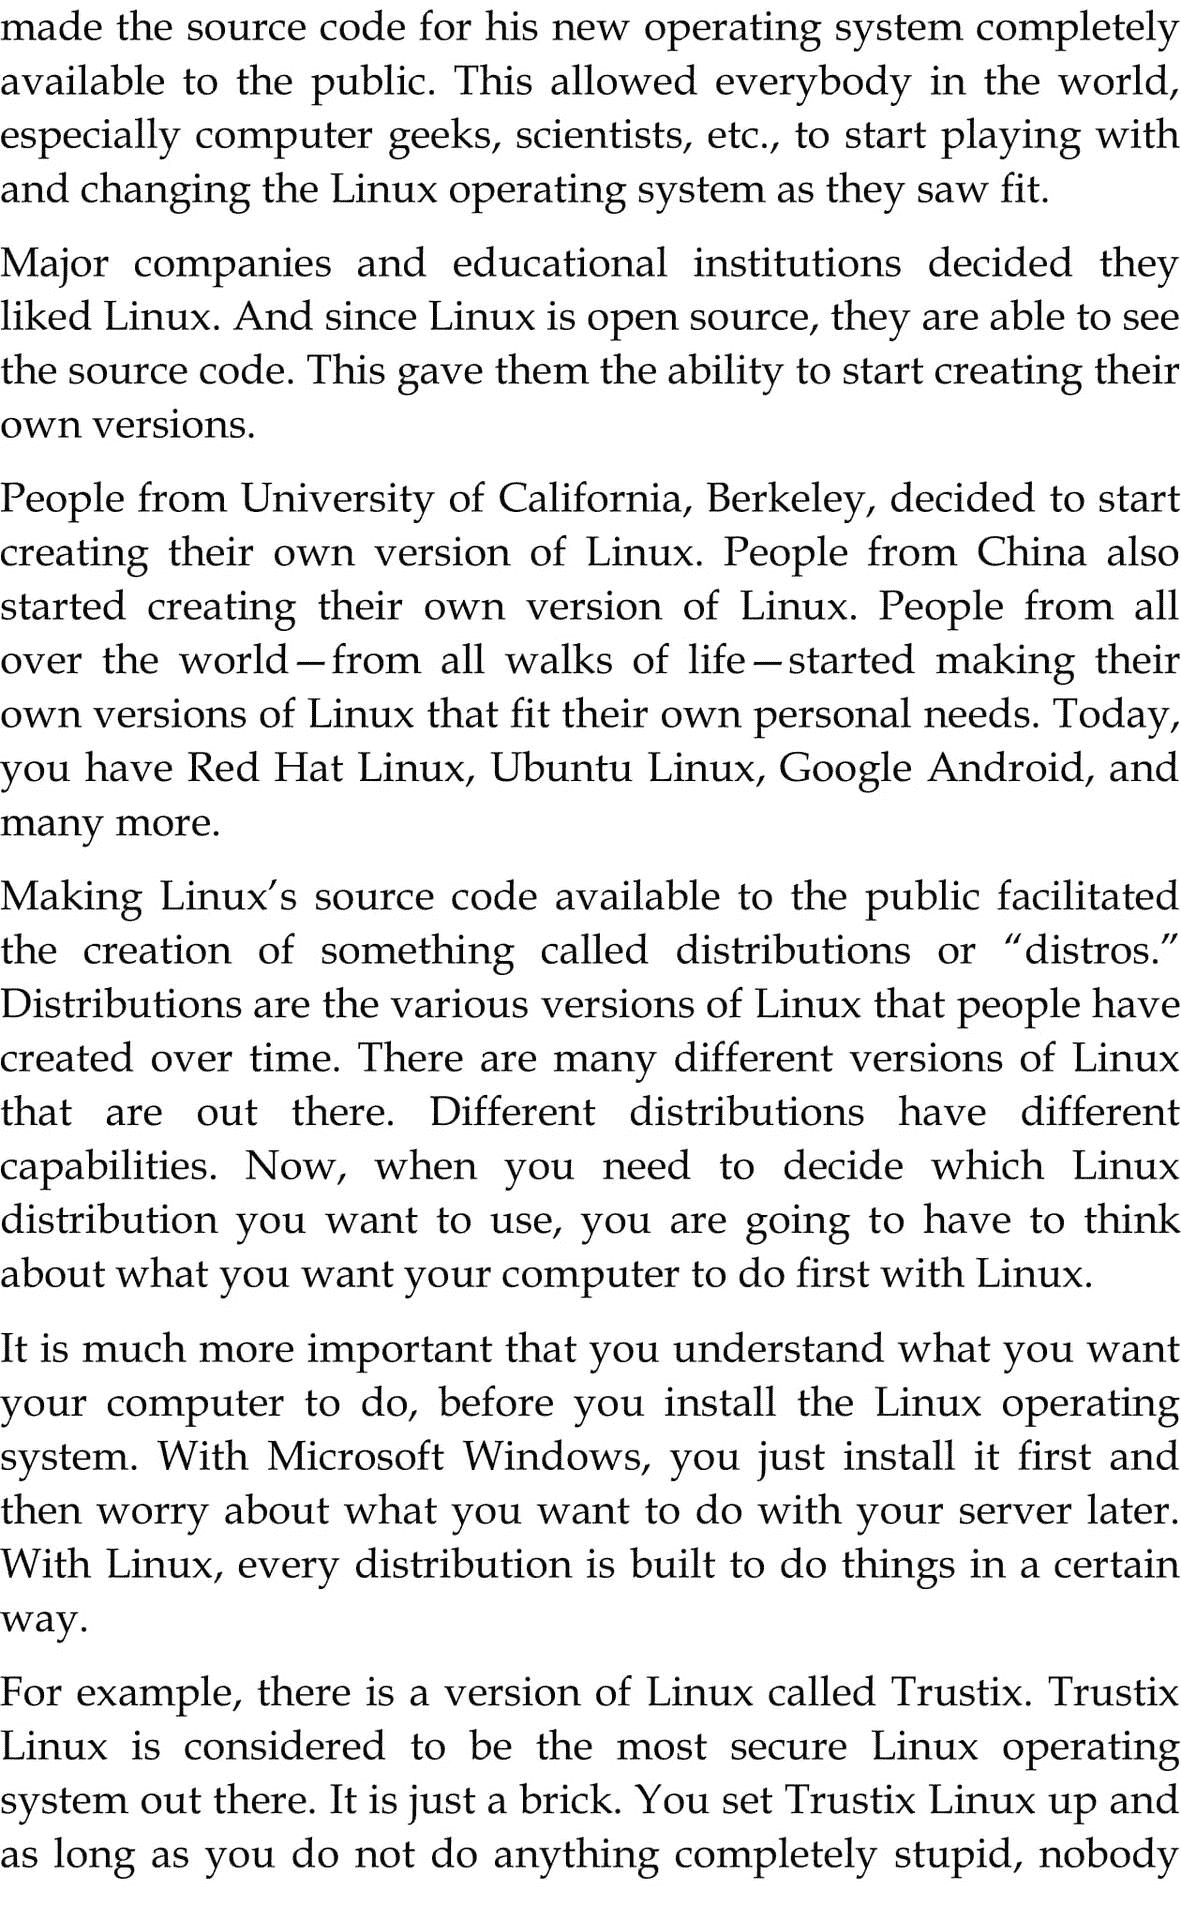 made the source code for his new operating system completely
available to the public. This allowed everybody in the world,
especially computer geeks, scientists, etc., to start playing with
and changing the Linux operating system as they saw fit.
Major companies and educational institutions decided they
liked Linux. And since Linux is open source, they are able to see
the source code. This gave them the ability to start creating their
own versions.
People from University of California, Berkeley, decided to start
creating their own version of Linux. People from China also
started creating their own version of Linux. People from all
over the world—from all walks of life—started making their
own versions of Linux that fit their own personal needs. Today,
you have Red Hat Linux, Ubuntu Linux, Google Android, and
many more.
Making Linux’s source code available to the public facilitated
the creation of something called distributions or “distros.”
Distributions are the various versions of Linux that people have
created over time. There are many different versions of Linux
that are out there. Different distributions have different
capabilities. Now, when you need to decide which Linux
distribution you want to use, you are going to have to think
about what you want your computer to do first with Linux.
It is much more important that you understand what you want
your computer to do, before you install the Linux operating
system. With Microsoft Windows, you just install it first and
then worry about what you want to do with your server later.
With Linux, every distribution is built to do things in a certain
way.
For example, there is a version of Linux called Trustix. Trustix
Linux is considered to be the most secure Linux operating
system out there. It is just a brick. You set Trustix Linux up and
as long as you do not do anything completely stupid, nobody